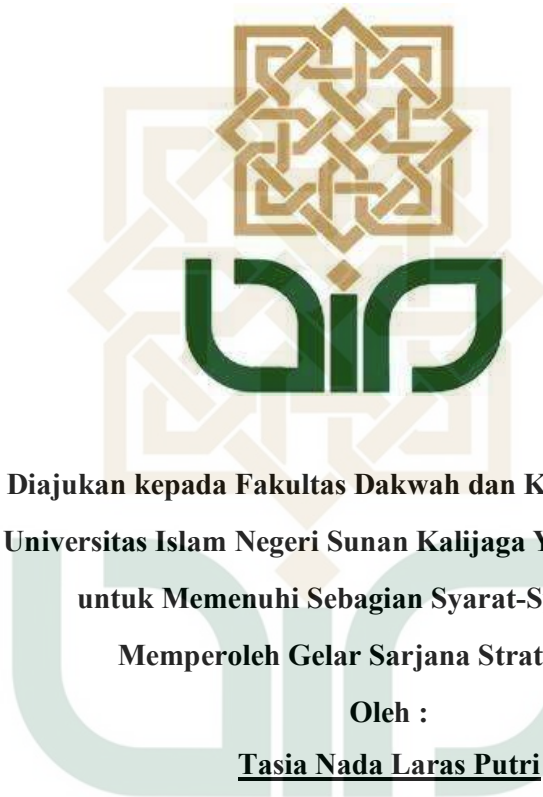 Diajukan kepada Fakultas Dakwah dan K
Universitas Islam Negeri Sunan Kalijaga Y
untuk Memenuhi Sebagian Syarat-S
Memperoleh Gelar Sarjana Strat
Oleh :
Tasia Nada Laras Putri